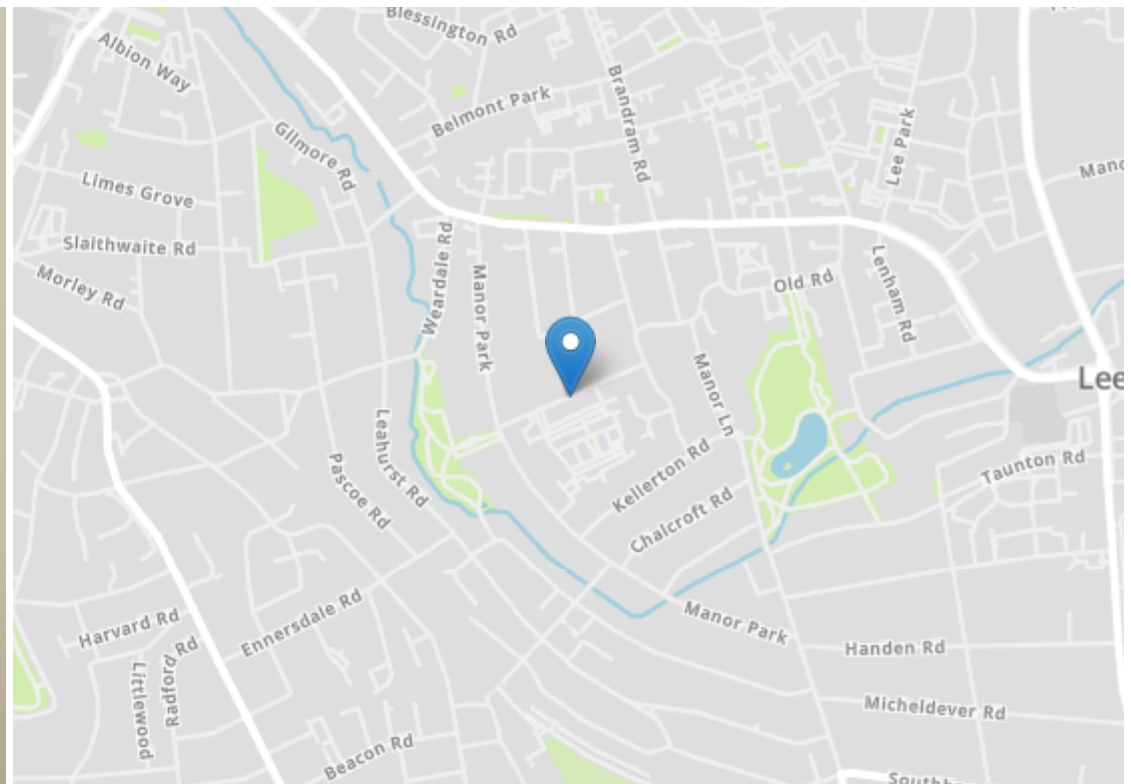 Blessington Rd
Albion Way
Brandram Rd
Belmont Park
Lee Park
Gilmore Rd
Limes Grove
Slaithwaite Rd
Weardale Rd
Manor Park
Old Rd
Lenham Rd
Morley Rd
Manor Ln
Lee
Leahurst Rd
Pascoe Rd
Kellerton Rd
Taunton Rd
Chalcroft Rd
Ennersdale Rd
Manor Park
Harvard Rd
Radford Rd
Littlewood
Handen Rd
Micheldever Rd
Beacon Rd